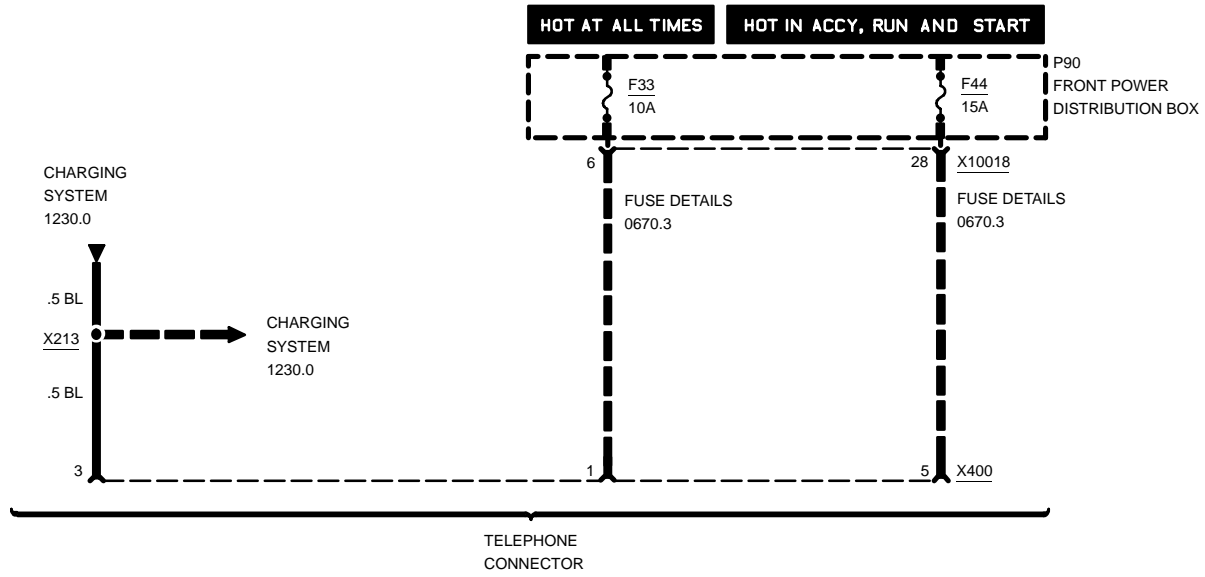 HOT AT ALL TIMES
HOT IN ACCY, RUN AND START
P90
FRONT POWER
DISTRIBUTION BOX
F33
10A
F44
15A
6
28
X10018
CHARGING
SYSTEM
1230.0
FUSE DETAILS
0670.3
FUSE DETAILS
0670.3
.5 BL
X213
CHARGING
SYSTEM
1230.0
.5 BL
3
1
5
X400
TELEPHONE
CONNECTOR